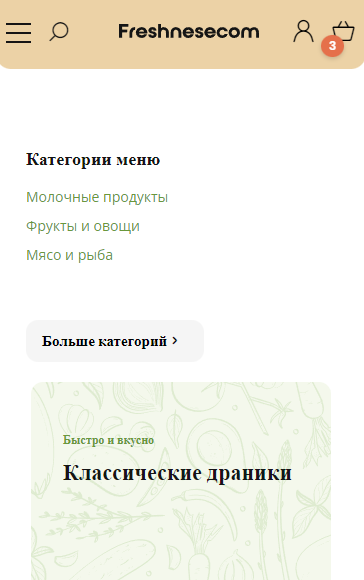 Freshnesecom
3
Категории меню
Молочные продукты
Фрукты и овощи
Мясо и рыба
Больше категорий
Быстро и вкусно
Классические драники